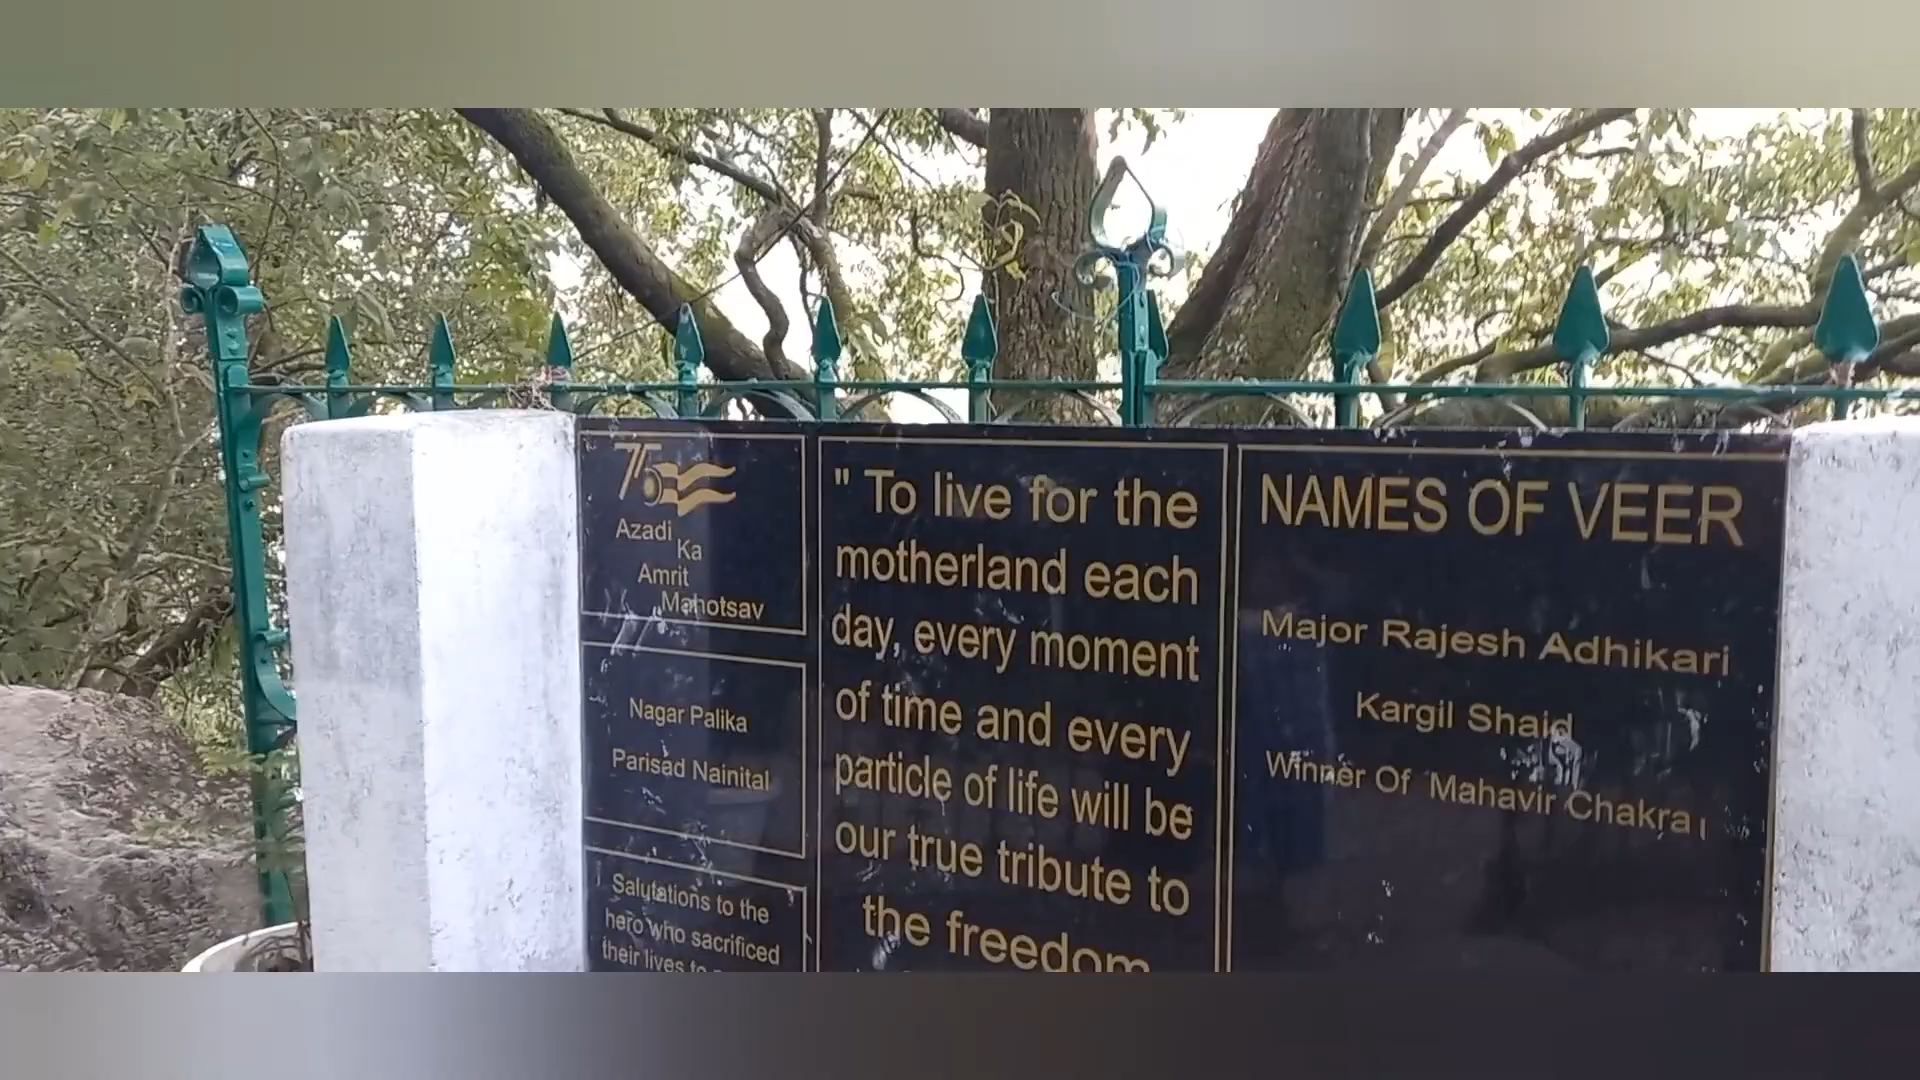 75
Azadi
Ka
Amrit
Mahotsav
Nagar Palika
Parisad Nainital
Salutations to the
hero who sacrificed
their lives to
" To live for the
motherland each
day, every moment
of time and every
particle of life will be
our true tribute to
the freedom
NAMES OF VEER
Major Rajesh Adhikari
Kargil Shaid
Winner Of Mahavir Chakra।